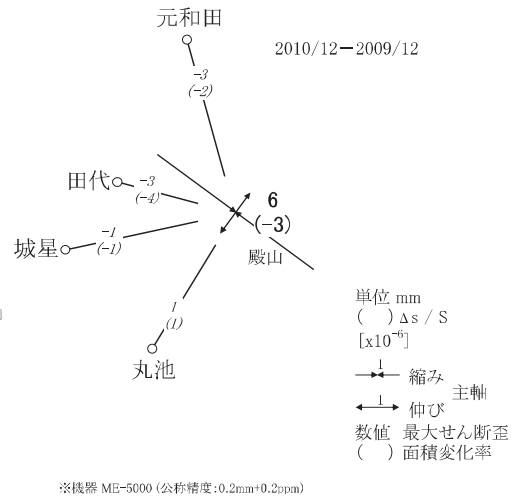 元和田
2010/12－2009/12
-3
(-2)
田代
-3
(-4)
6
(-3)
城星
-1
(-1)
殿山
1
(1)
丸池
単位 mm
(  ) Δs / S
[x10⁻⁶]
1
縮み
主軸
1
伸び
数値 最大せん断歪
(  ) 面積変化率
※機器 ME-5000 (公称精度:0.2mm+0.2ppm)